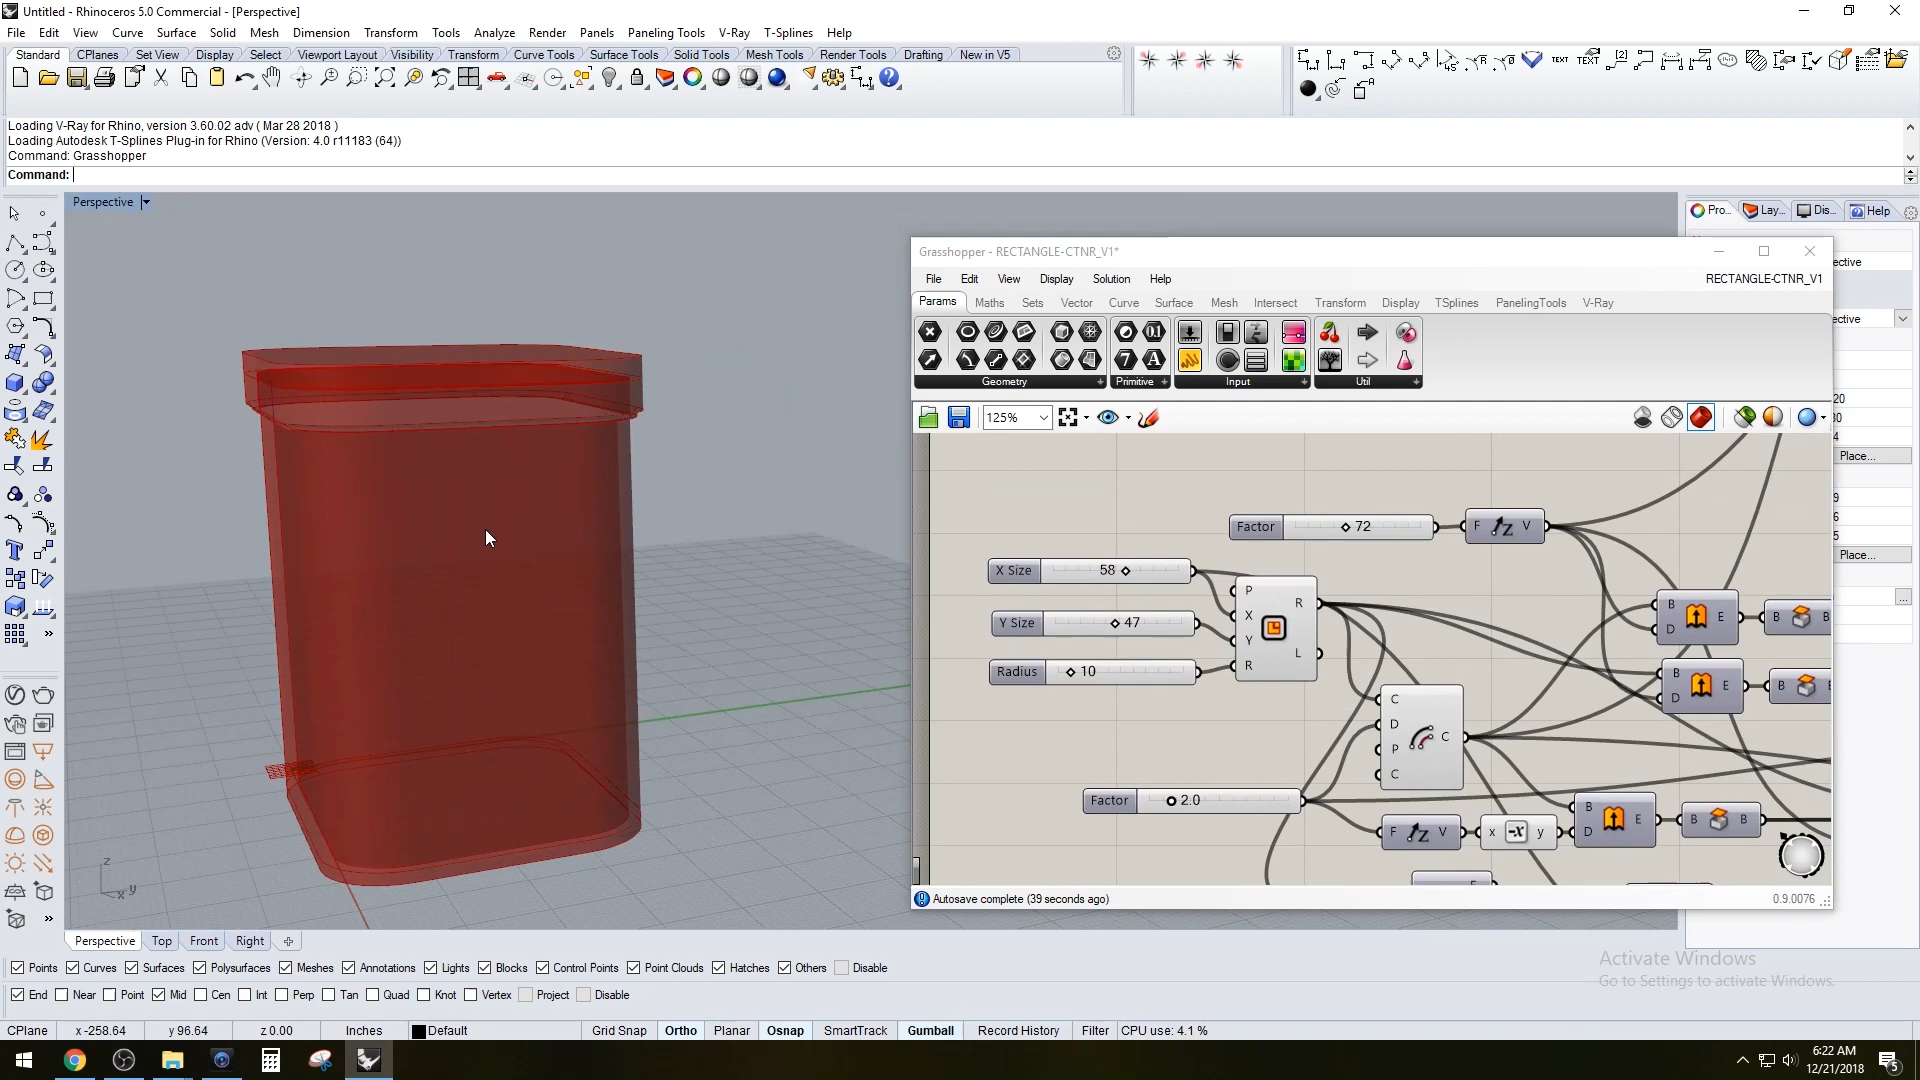 Untitled - Rhinoceros 5.0 Commercial - [Perspective]
File Edit View Curve Surface Solid Mesh Dimension Transform Tools Analyze Render Panels Paneling Tools V-Ray T-Splines Help
Standard CPlanes Set View Display Select Viewport Layout Visibility Transform Curve Tools Surface Tools Solid Tools Mesh Tools Render Tools Drafting New in V5
Loading V-Ray for Rhino, version 3.60.02 adv ( Mar 28 2018 )
Loading Autodesk T-Splines Plug-in for Rhino (Version: 4.0 r11183 (64))
Command: Grasshopper
Command:
Perspective
Pro... Lay... Dis... Help
Grasshopper - RECTANGLE-CTNR_V1*
File Edit View Display Solution Help RECTANGLE-CTNR_V1
Params Maths Sets Vector Curve Surface Mesh Intersect Transform Display TSplines PanelingTools V-Ray
Geometry Primitive Input Util
125%
Factor 72 F V
X Size 58
Y Size 47
Radius 10
P X Y R R L
B D E B B
B D E B
C D P C C
Factor 2.0
F V x -x y B D E B B
Autosave complete (39 seconds ago) 0.9.0076
ective
ective
20
Place...
Place...
z
x y
Perspective Top Front Right
Points Curves Surfaces Polysurfaces Meshes Annotations Lights Blocks Control Points Point Clouds Hatches Others Disable
End Near Point Mid Cen Int Perp Tan Quad Knot Vertex Project Disable
Activate Windows
Go to Settings to activate Windows.
CPlane x -258.64 y 96.64 z 0.00 Inches Default Grid Snap Ortho Planar Osnap SmartTrack Gumball Record History Filter CPU use: 4.1 %
6:22 AM
12/21/2018
5